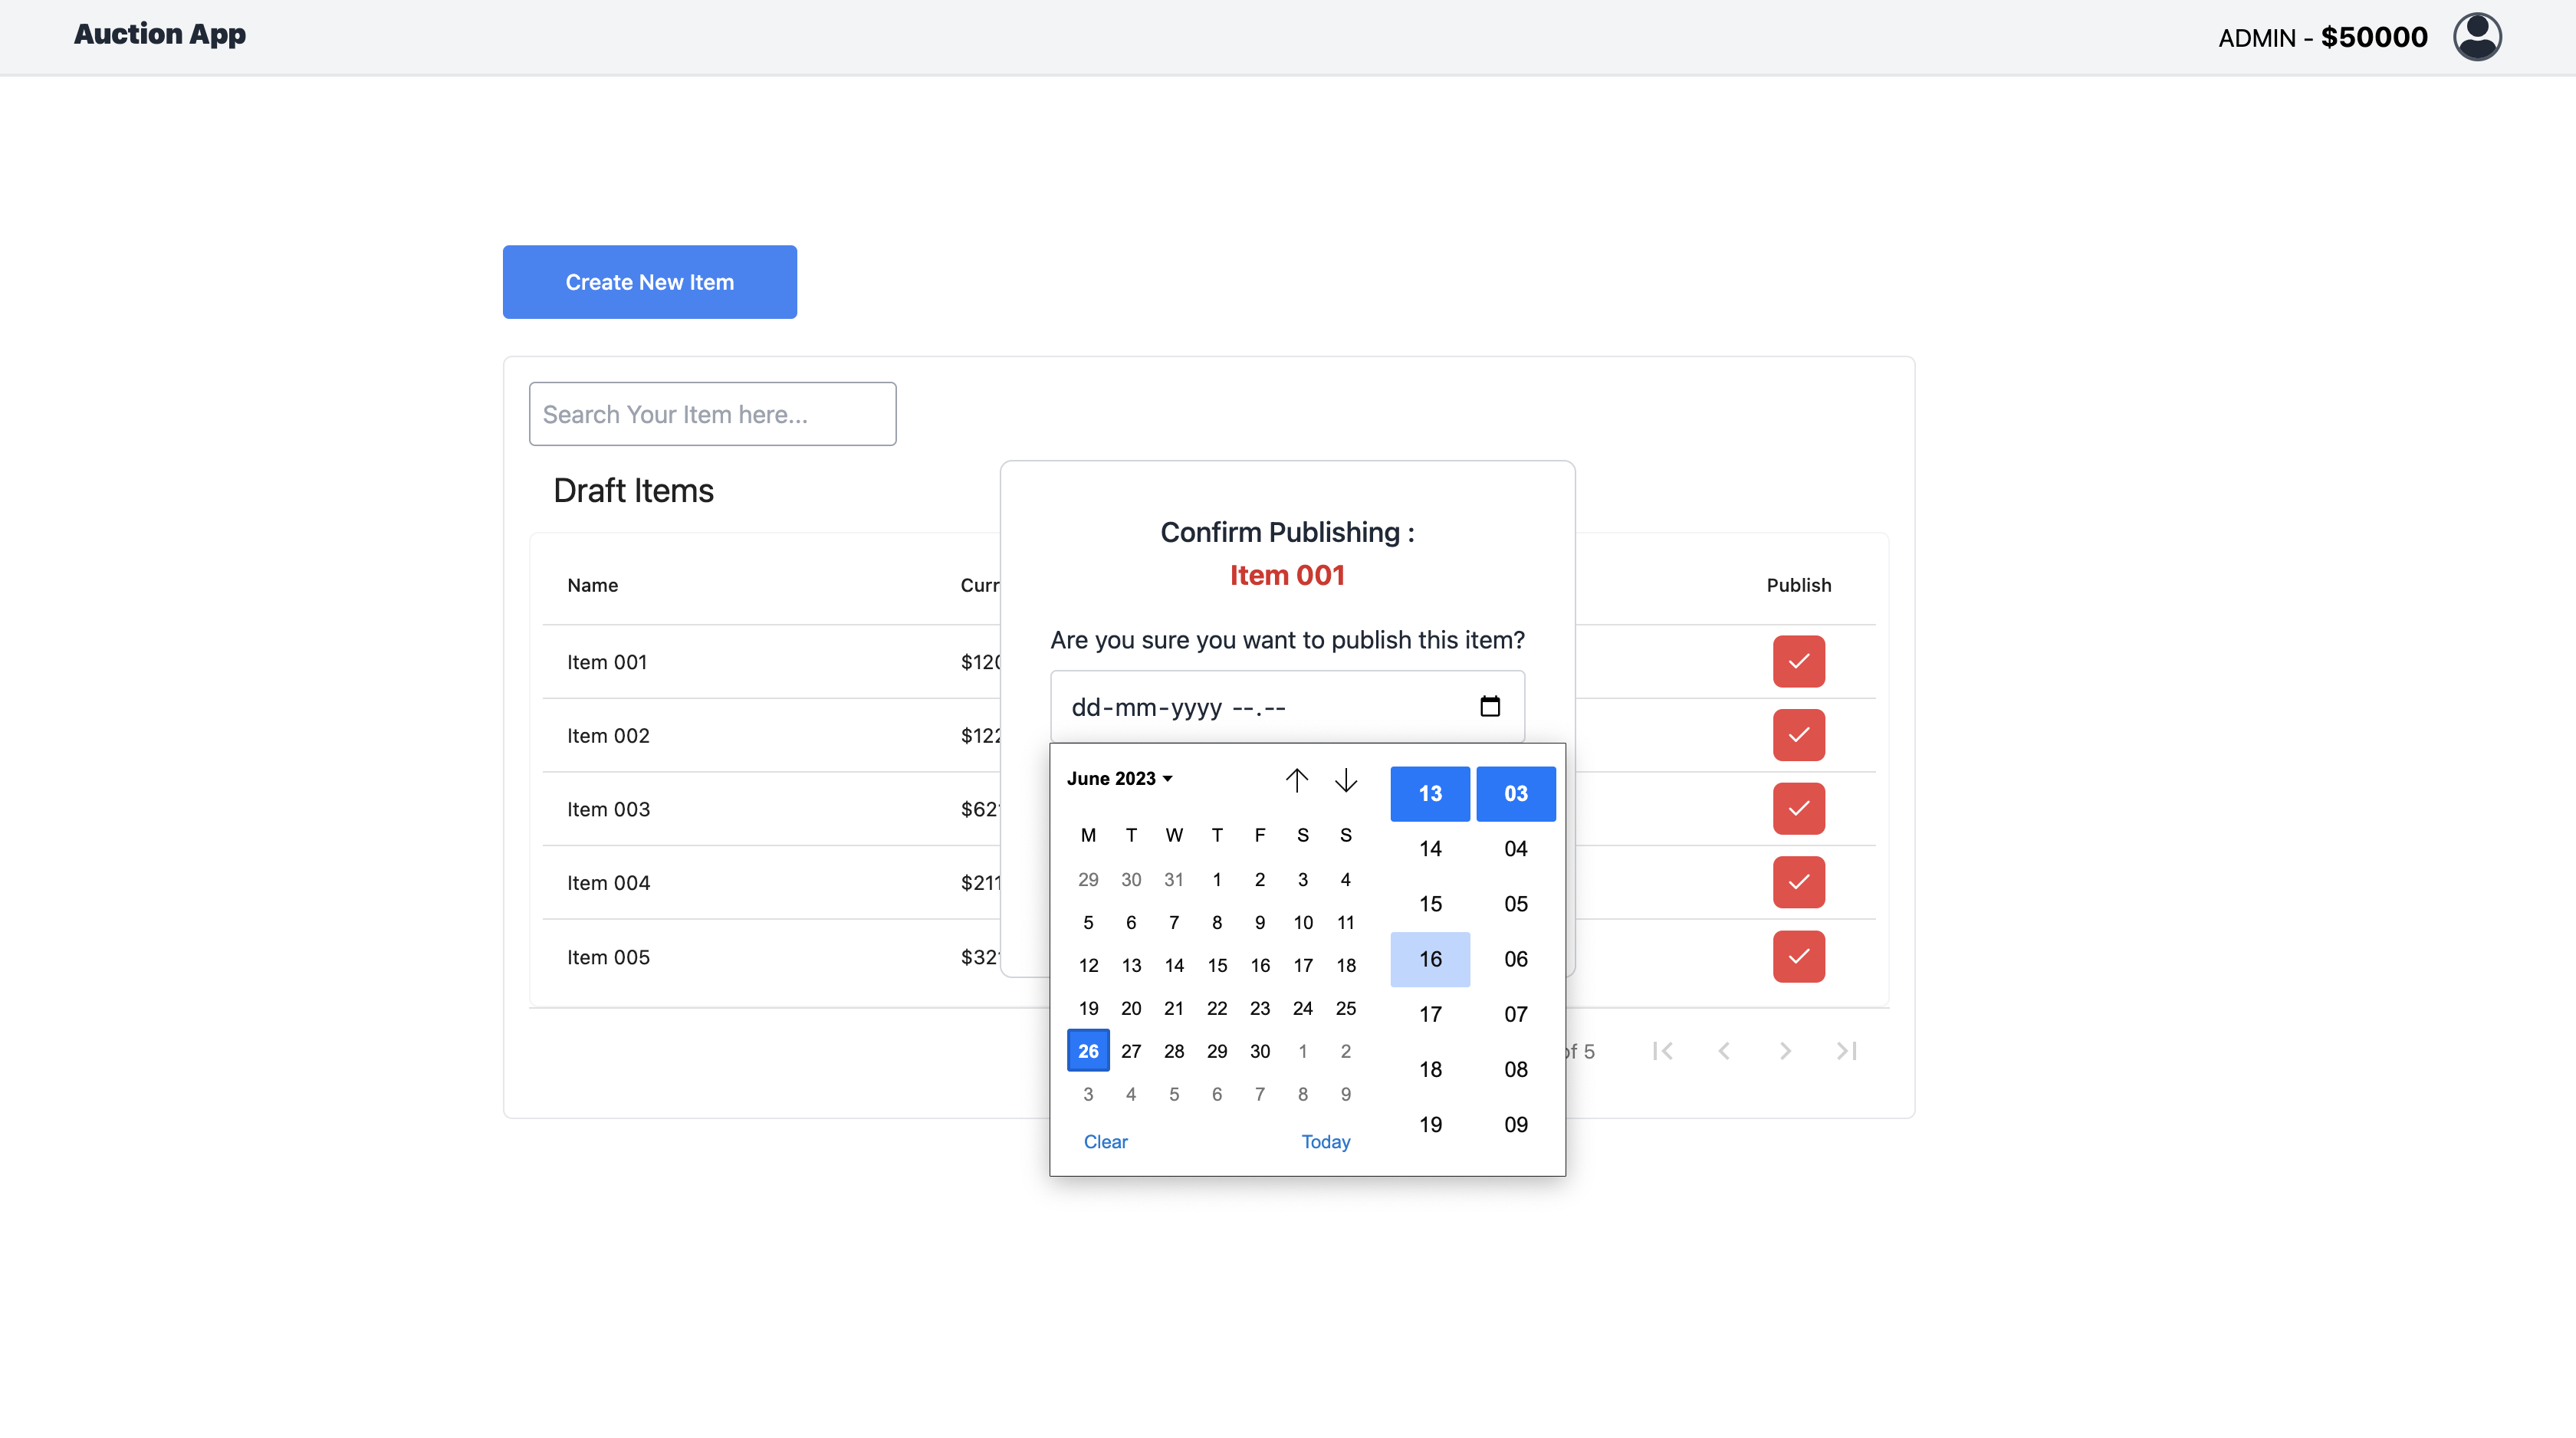 Auction App
ADMIN - $50000
Create New Item
Search Your Item here...
Draft Items
Confirm Publishing :
Item 001
Are you sure you want to publish this item?
dd-mm-yyyy --.--
Name Curr Publish
Item 001 $120
Item 002 $122
Item 003 $621
Item 004 $211
Item 005 $321
of 5
June 2023
M T W T F S S
29 30 31 1 2 3 4
5 6 7 8 9 10 11
12 13 14 15 16 17 18
19 20 21 22 23 24 25
26 27 28 29 30 1 2
3 4 5 6 7 8 9
Clear Today
13 03
14 04
15 05
16 06
17 07
18 08
19 09